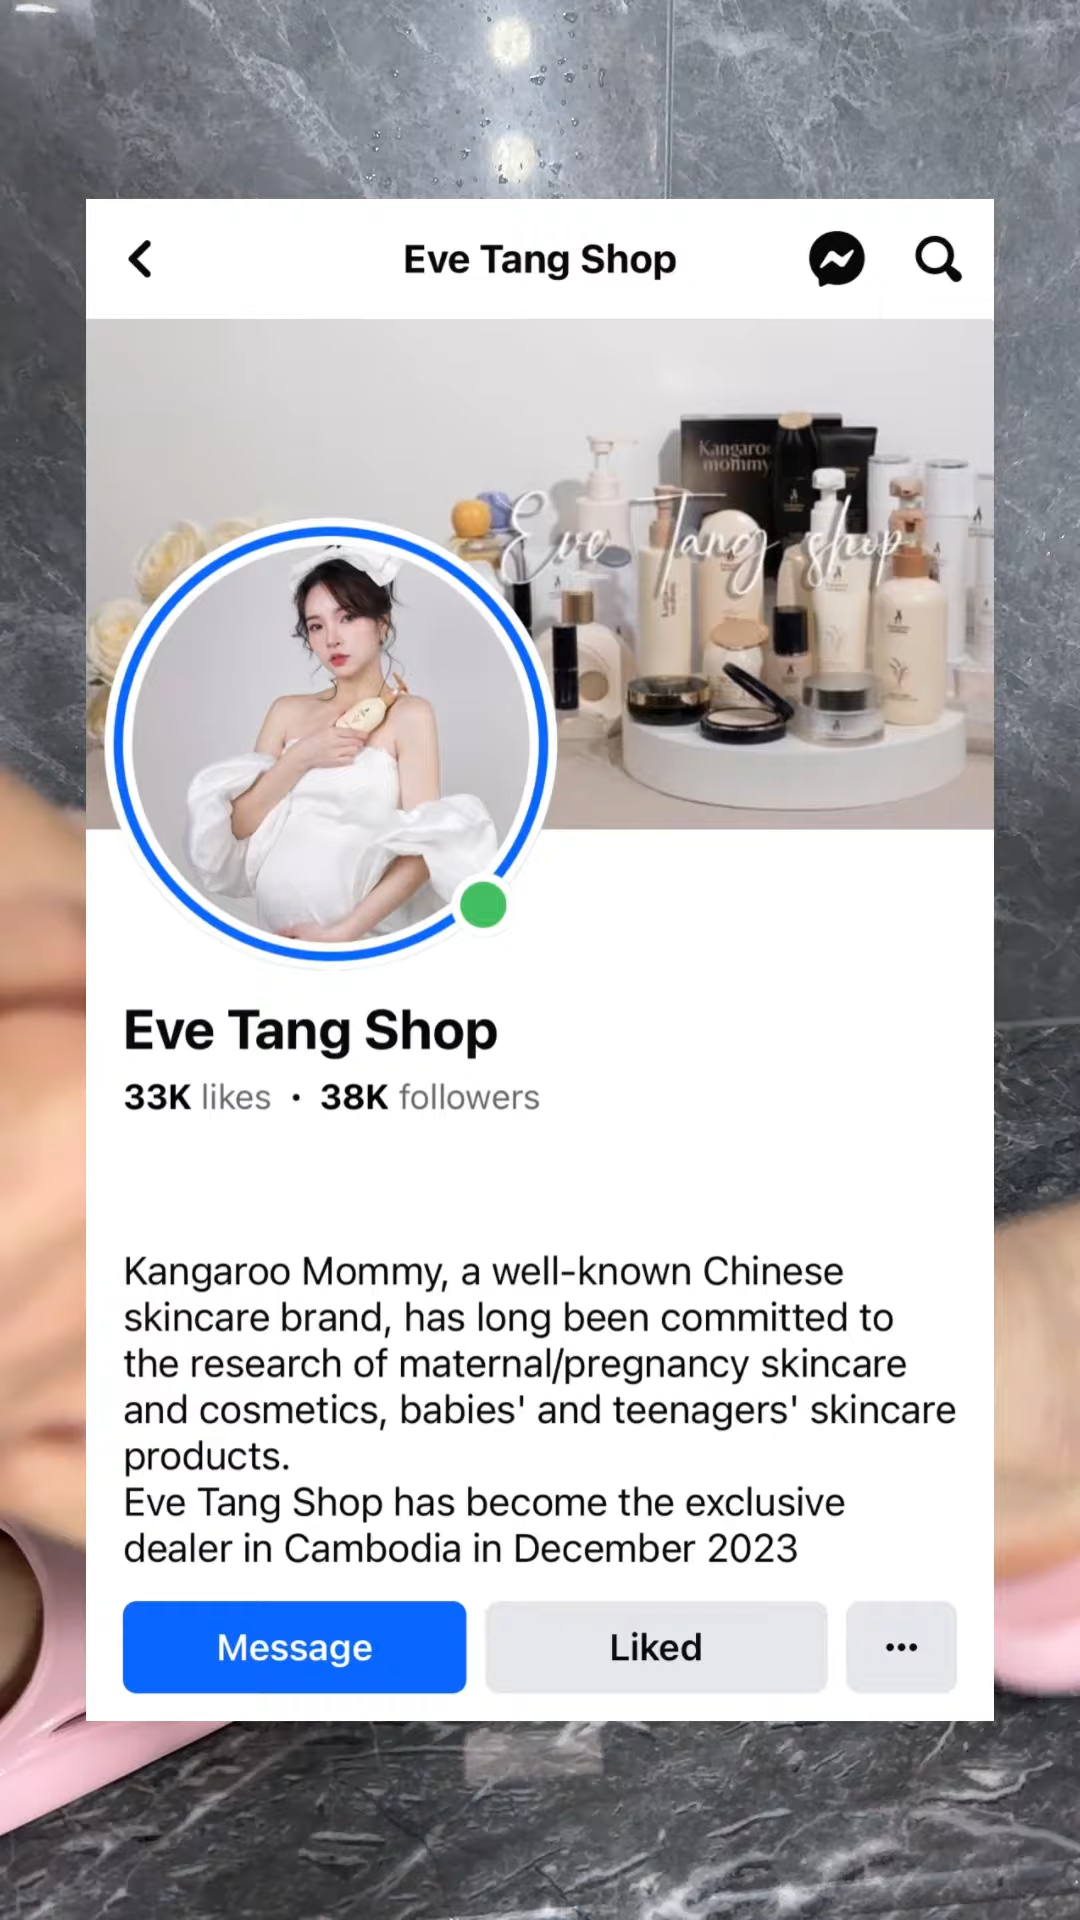 Eve Tang Shop
Kangaroo
mommy
Eve Tang shop
Eve Tang Shop
33K likes · 38K followers
Kangaroo Mommy, a well-known Chinese
skincare brand, has long been committed to
the research of maternal/pregnancy skincare
and cosmetics, babies' and teenagers' skincare
products.
Eve Tang Shop has become the exclusive
dealer in Cambodia in December 2023
Message
Liked